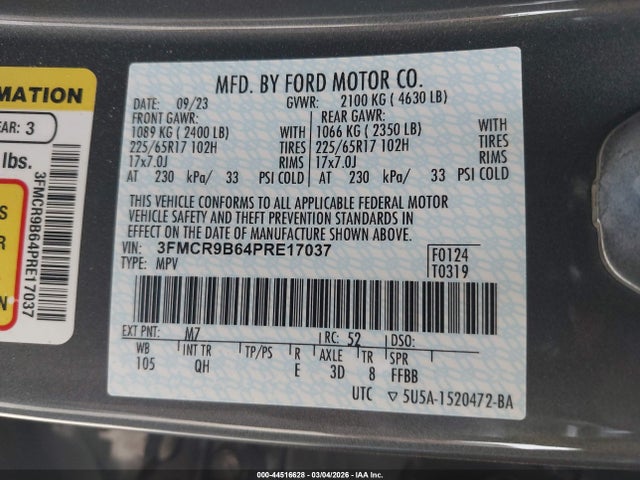 MATION
EAR: 3
lbs.
S
R
S
N
3FMCR9B64PRE17037
MFD. BY FORD MOTOR CO.
DATE: 09/23 GVWR: 2100 KG ( 4630 LB)
FRONT GAWR: REAR GAWR:
1089 KG ( 2400 LB) WITH 1066 KG ( 2350 LB) WITH
225/65R17 102H TIRES 225/65R17 102H TIRES
17x7.0J RIMS 17x7.0J RIMS
AT 230 kPa/ 33 PSI COLD AT 230 kPa/ 33 PSI COLD
THIS VEHICLE CONFORMS TO ALL APPLICABLE FEDERAL MOTOR
VEHICLE SAFETY AND THEFT PREVENTION STANDARDS IN
EFFECT ON THE DATE OF MANUFACTURE SHOWN ABOVE.
VIN: 3FMCR9B64PRE17037
TYPE: MPV
F0124
T0319
EXT PNT: M7 RC: 52 DSO:
WB INT TR TP/PS R AXLE TR SPR
105 QH E 3D 8 FFBB
UTC ▽ 5U5A-1520472-BA
000-44516628 - 03/04/2026 - IAA Inc.